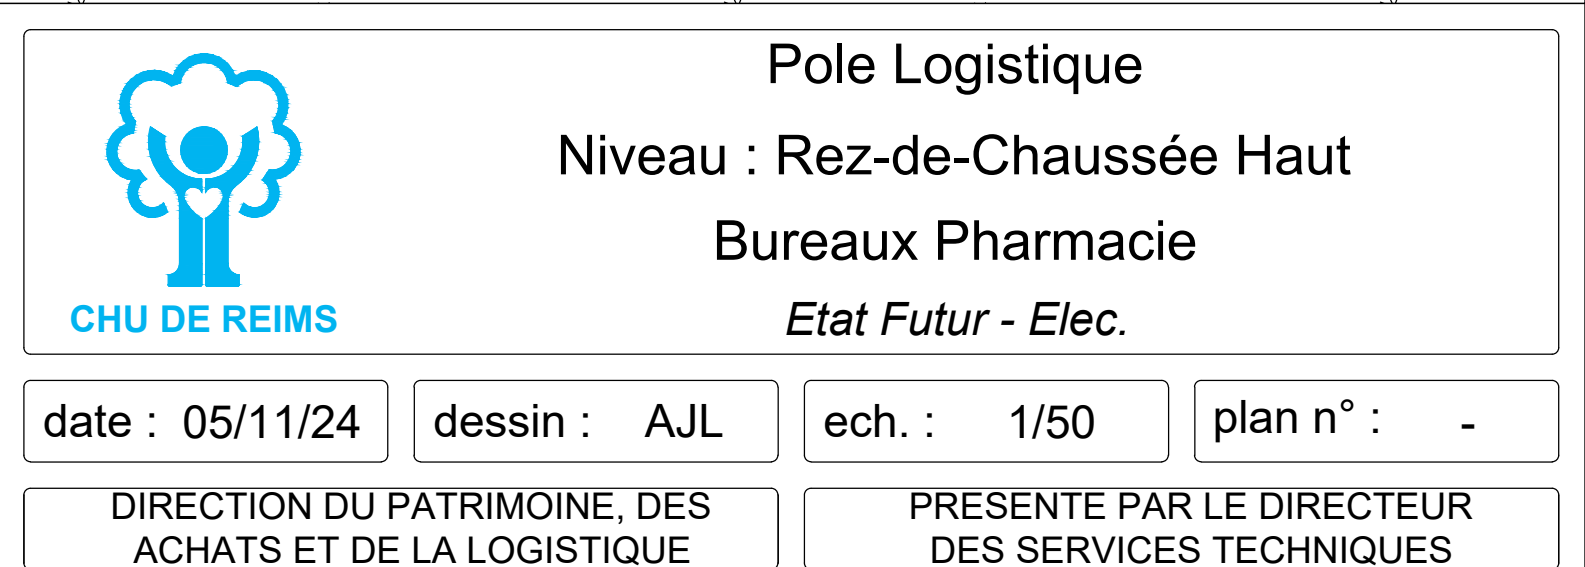 Pole Logistique
Niveau : Rez-de-Chaussée Haut
Bureaux Pharmacie
Etat Futur - Elec.
CHU DE REIMS
date : 05/11/24
dessin : AJL
ech. : 1/50
plan n° : -
DIRECTION DU PATRIMOINE, DES
ACHATS ET DE LA LOGISTIQUE
PRESENTE PAR LE DIRECTEUR
DES SERVICES TECHNIQUES